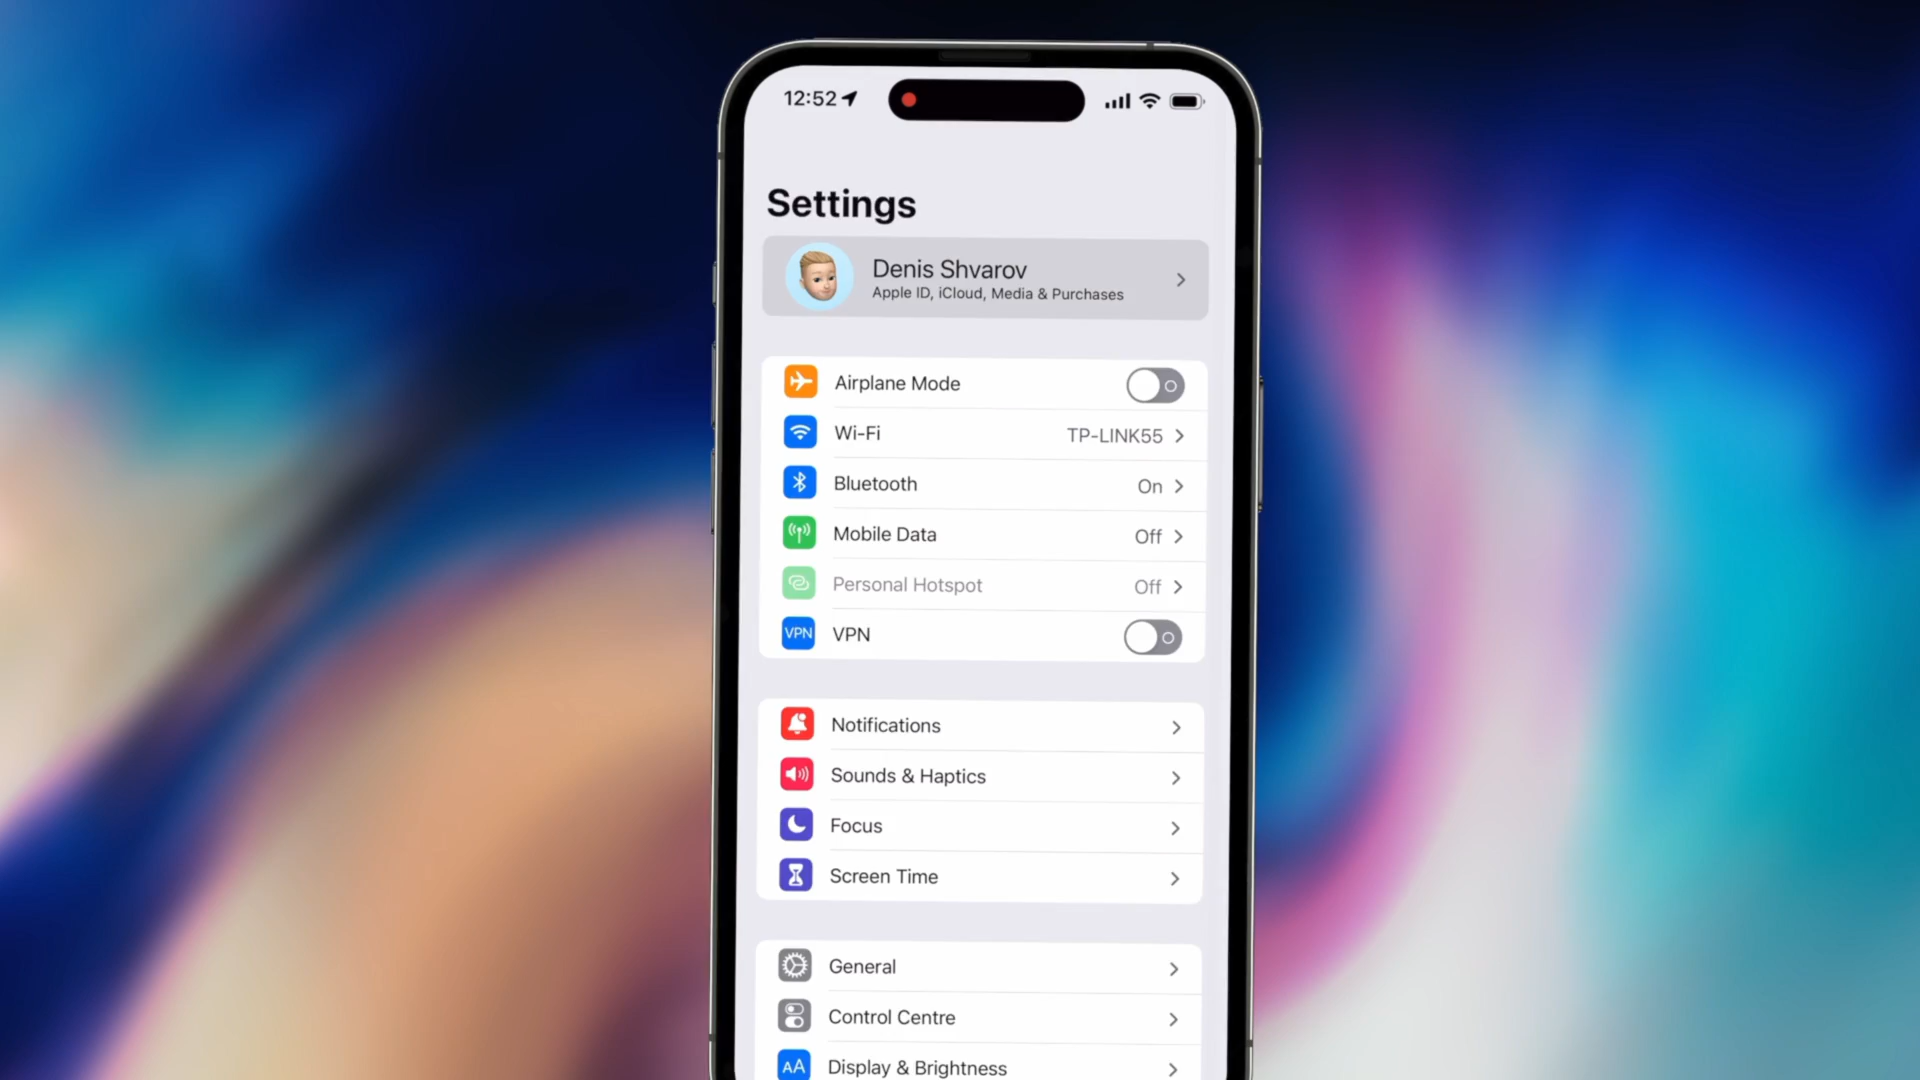 12:52
Settings
Denis Shvarov
Apple ID, iCloud, Media & Purchases
Airplane Mode
Wi-Fi TP-LINK55
Bluetooth On
Mobile Data Off
Personal Hotspot Off
VPN VPN
Notifications
Sounds & Haptics
Focus
Screen Time
General
Control Centre
AA Display & Brightness